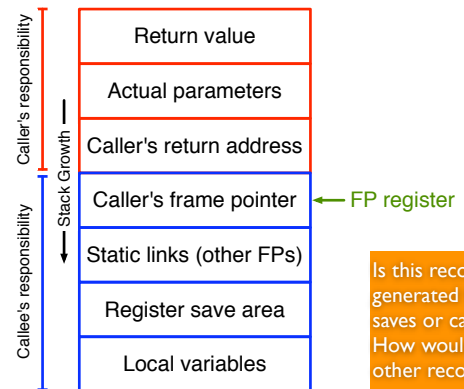 Return value
Actual parameters
Caller's return address
Caller's frame pointer
Static links (other FPs)
Register save area
Local variables
Caller's responsibility
Callee's responsibility
Stack Growth
FP register
Is this reco
generated
saves or ca
How would
other reco